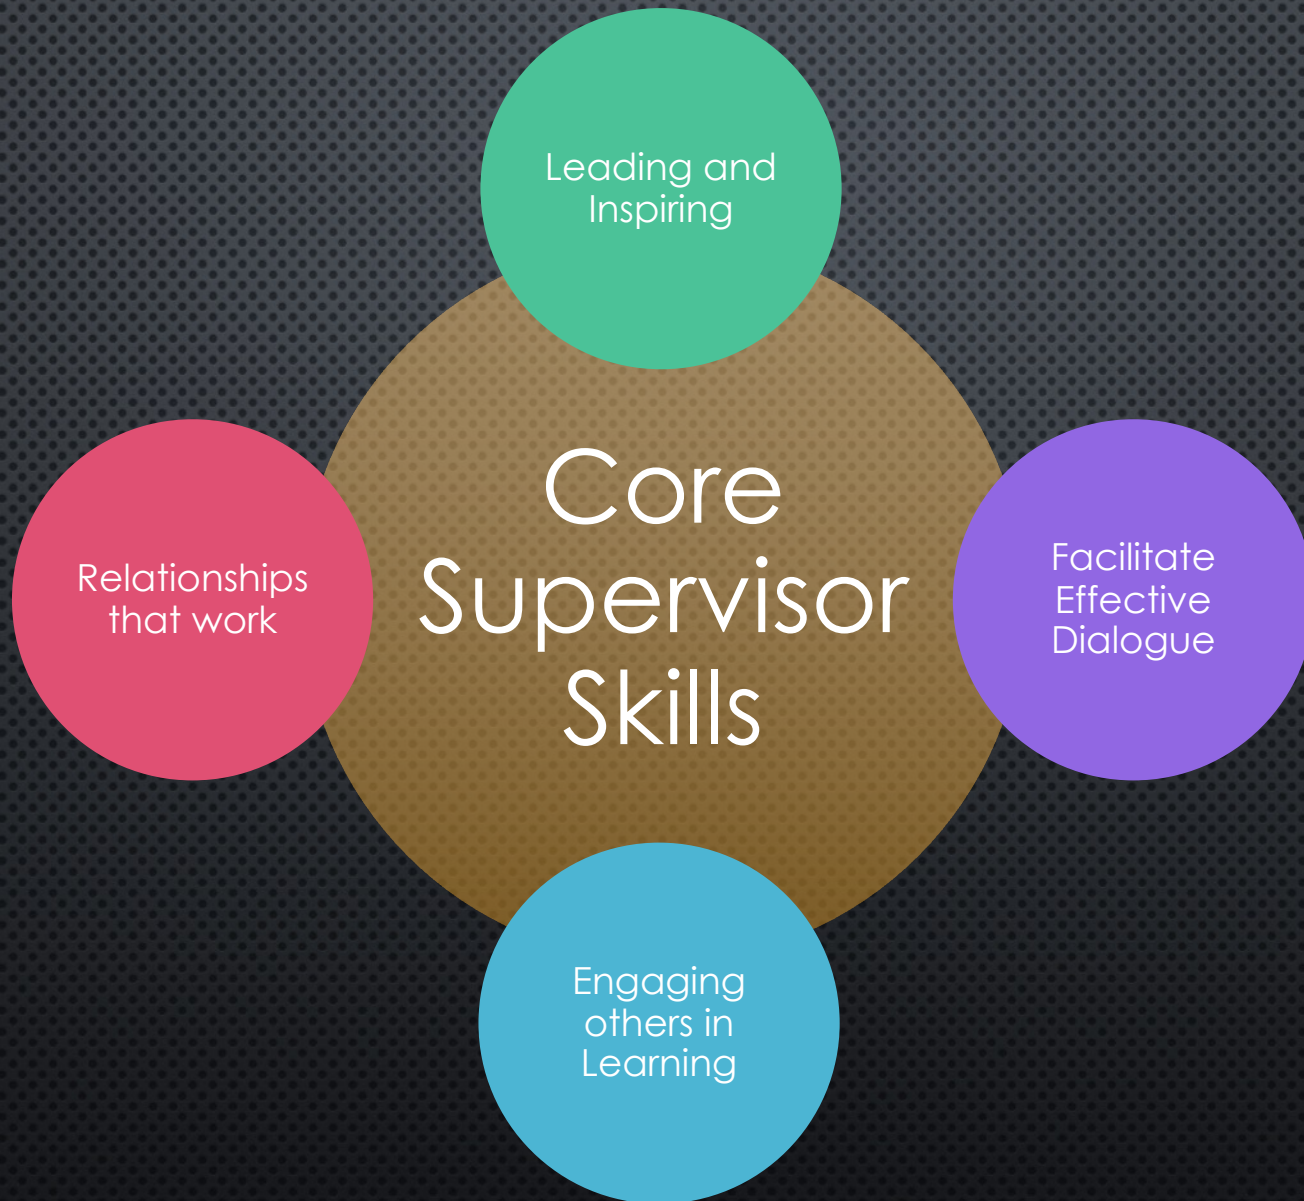 Leading and
Inspiring
Core
Supervisor
Skills
Relationships
that work
Facilitate
Effective
Dialogue
Engaging
others in
Learning